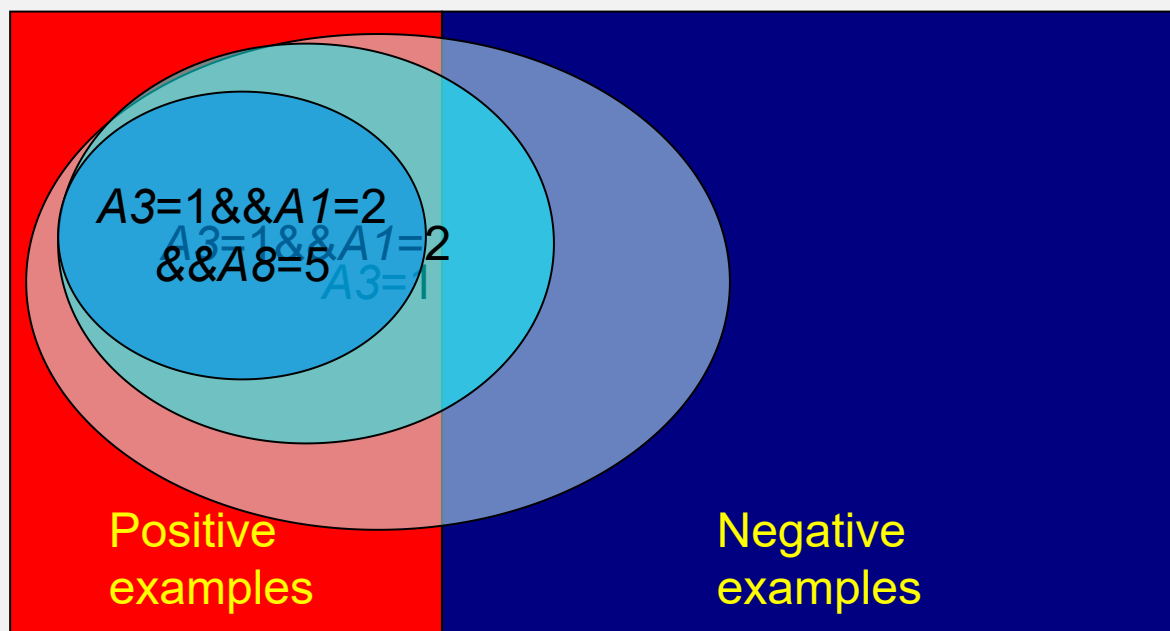 A3=1&&A1=2
A3=1&&A1=2
&&A8=5
A3=1
Positive
examples
Negative
examples